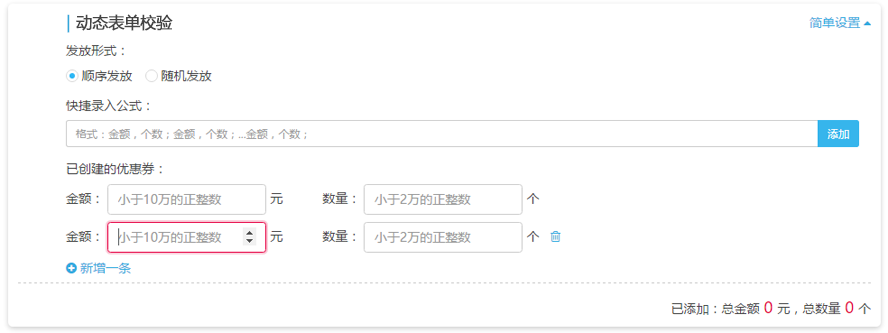 动态表单校验 简单设置
发放形式：
顺序发放 随机发放
快捷录入公式：
格式：金额，个数；金额，个数；...金额，个数； 添加
已创建的优惠券：
金额： 小于10万的正整数 元 数量： 小于2万的正整数 个
金额： 小于10万的正整数 元 数量： 小于2万的正整数 个
新增一条
已添加：总金额 0 元，总数量 0 个